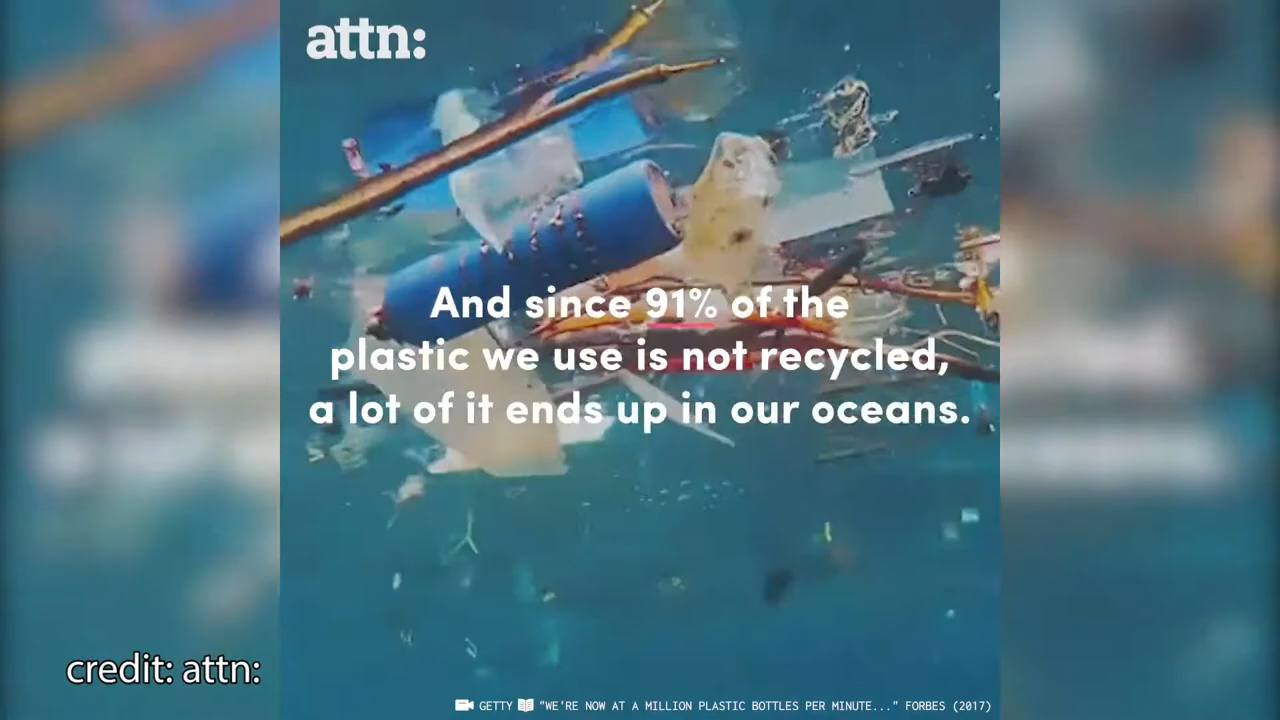 attn:
And since 91% of the
plastic we use is not recycled,
a lot of it ends up in our oceans.
credit: attn:
GETTY "WE'RE NOW AT A MILLION PLASTIC BOTTLES PER MINUTE..." FORBES (2017)